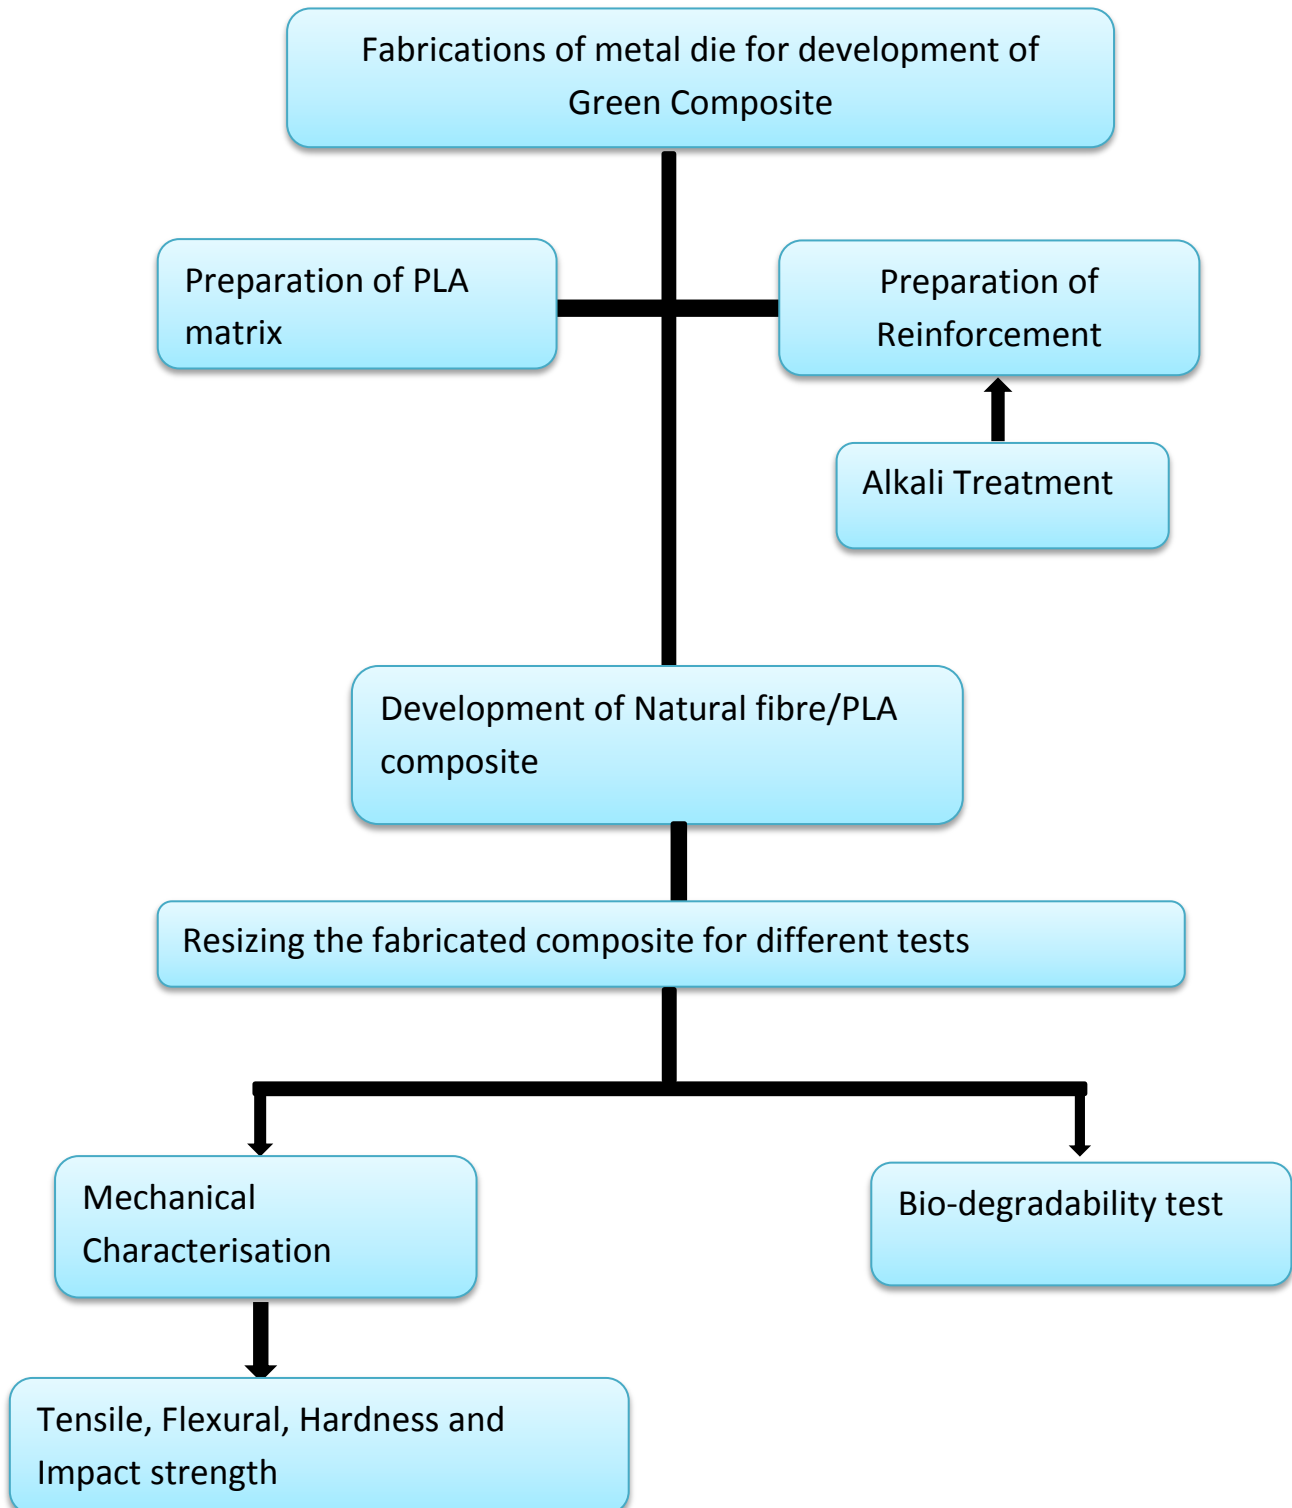 Fabrications of metal die for development of
Green Composite
Preparation of PLA
matrix
Preparation of
Reinforcement
Alkali Treatment
Development of Natural fibre/PLA
composite
Resizing the fabricated composite for different tests
Mechanical
Characterisation
Bio-degradability test
Tensile, Flexural, Hardness and
Impact strength